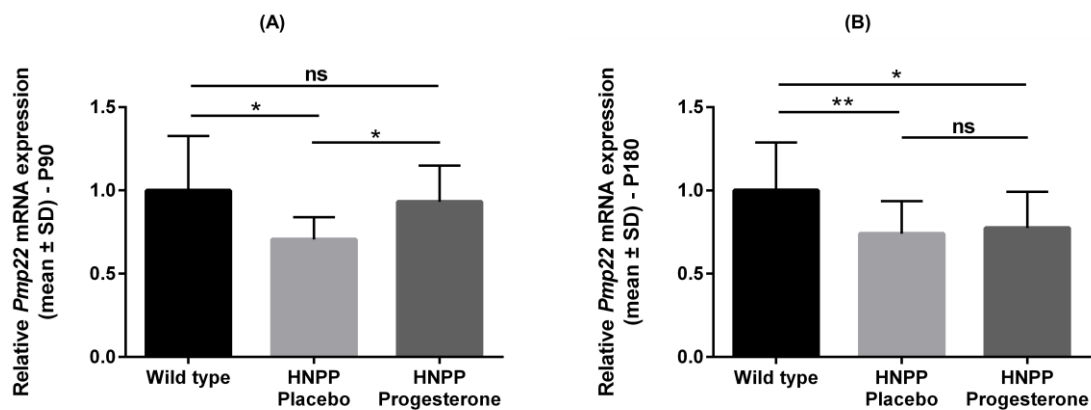 (A)
Relative Pmp22 mRNA expression
(mean ± SD) - P90
ns
*
*
1.5
1.0
0.5
0.0
Wild type
HNPP
Placebo
HNPP
Progesterone
(B)
Relative Pmp22 mRNA expression
(mean ± SD) - P180
*
**
ns
1.5
1.0
0.5
0.0
Wild type
HNPP
Placebo
HNPP
Progesterone